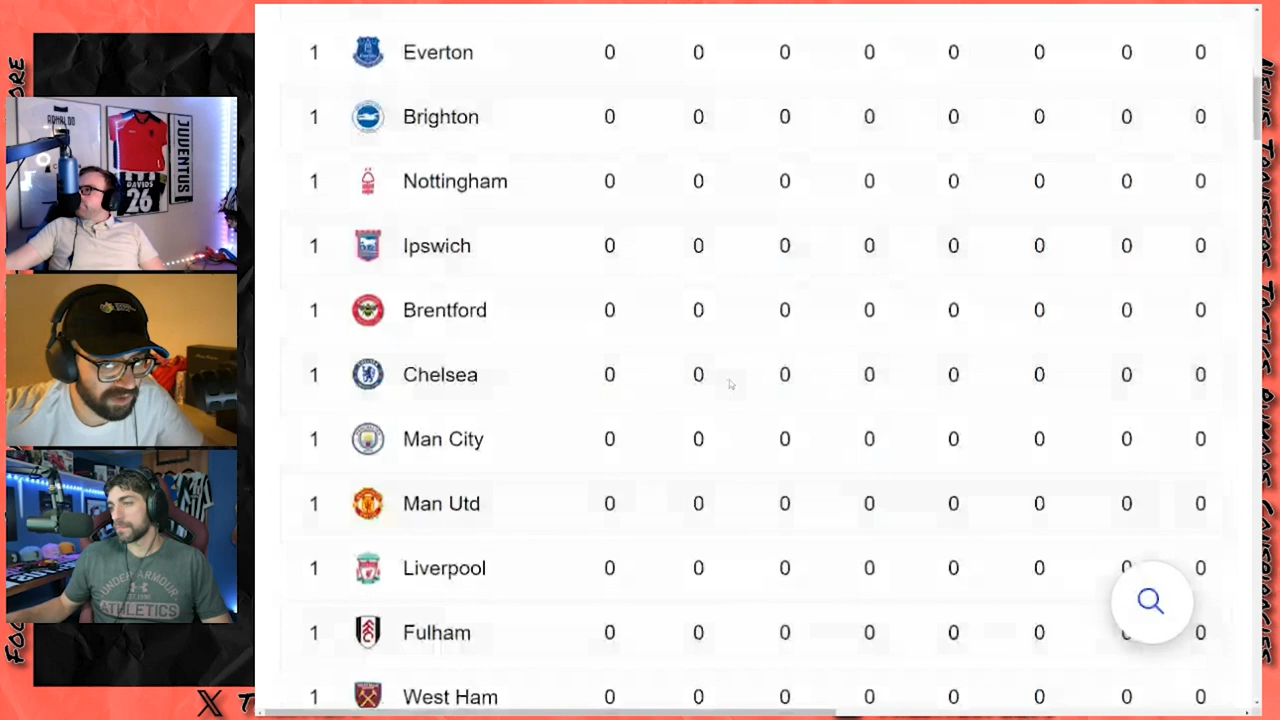 1 Everton 0 0 0 0 0 0 0 0
1 Brighton 0 0 0 0 0 0 0 0
1 Nottingham 0 0 0 0 0 0 0 0
1 Ipswich 0 0 0 0 0 0 0 0
1 Brentford 0 0 0 0 0 0 0 0
1 Chelsea 0 0 0 0 0 0 0 0
1 Man City 0 0 0 0 0 0 0 0
1 Man Utd 0 0 0 0 0 0 0 0
1 Liverpool 0 0 0 0 0 0 0 0
1 Fulham 0 0 0 0 0 0 0 0
1 West Ham 0 0 0 0 0 0 0 0
JUVENTUS
DAVIDS
26
UNDER ARMOUR
ATHLETICS
NEWS TRANSFERS TACTICS RUMORS CONSPIRACIES
X T